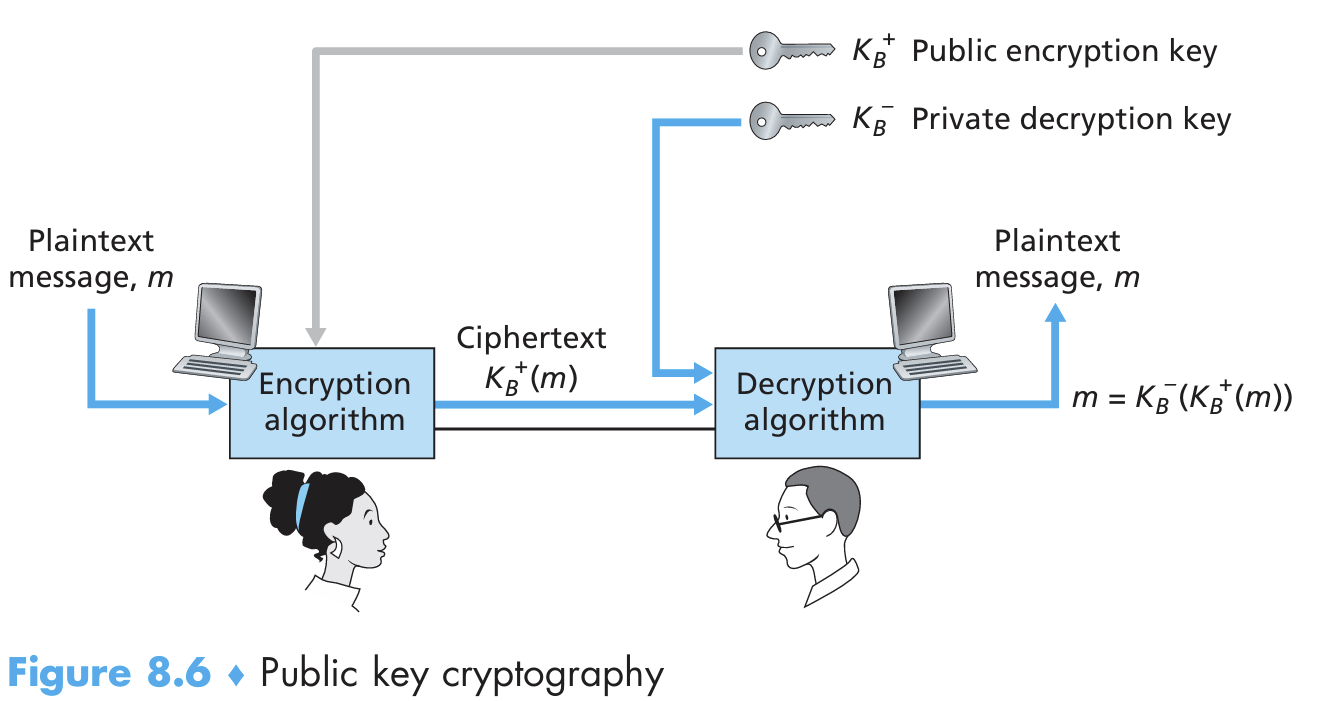 K_B^+ Public encryption key
K_B^- Private decryption key
Plaintext
message, m
Plaintext
message, m
Ciphertext
K_B^+(m)
Encryption
algorithm
Decryption
algorithm
m = K_B^-(K_B^+(m))
Figure 8.6 ♦ Public key cryptography